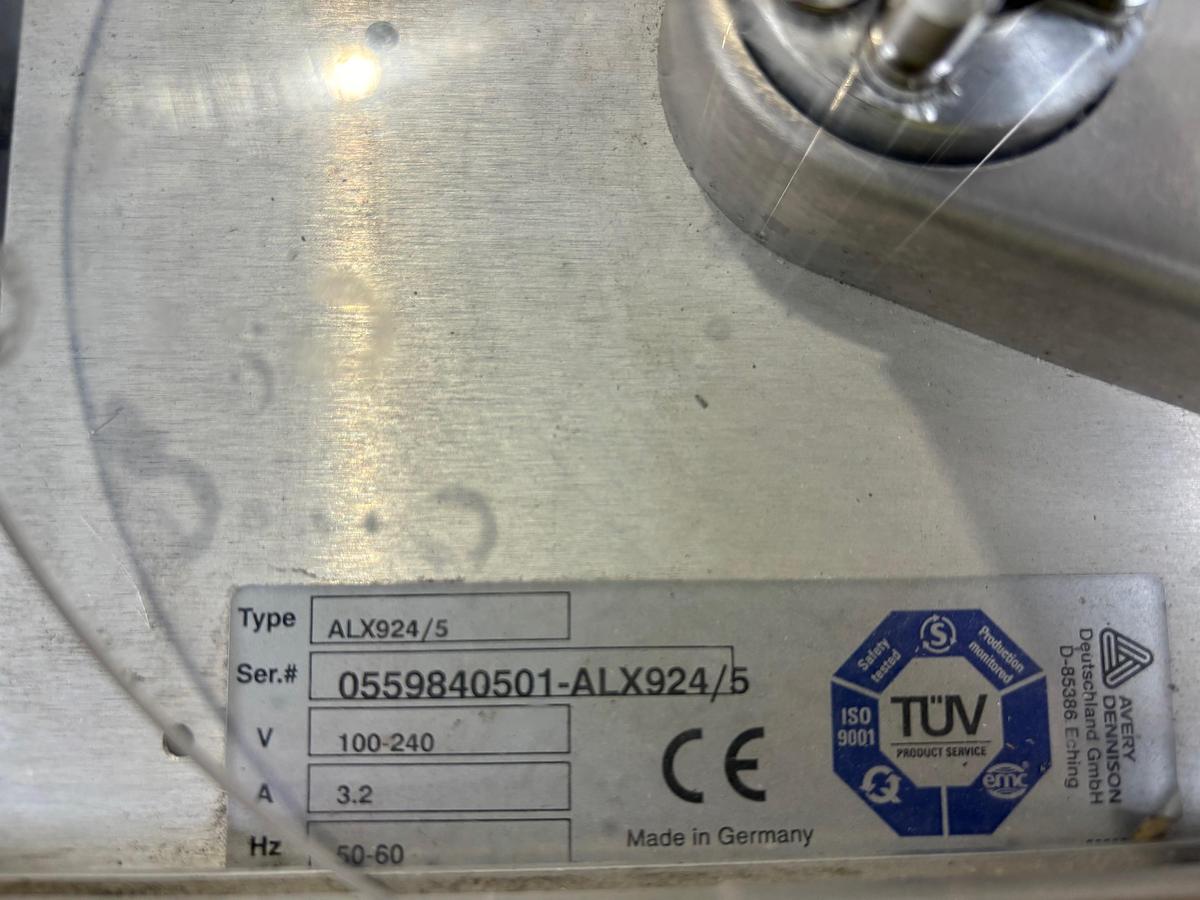 Type ALX924/5
Ser.# 0559840501-ALX924/5
V 100-240
A 3.2
Hz 50-60
Made in Germany
Safety
tested
S
Production
monitored
ISO
9001
TÜV
PRODUCT SERVICE
emc
AVERY
DENNISON
Deutschland GmbH
D-85386 Eching